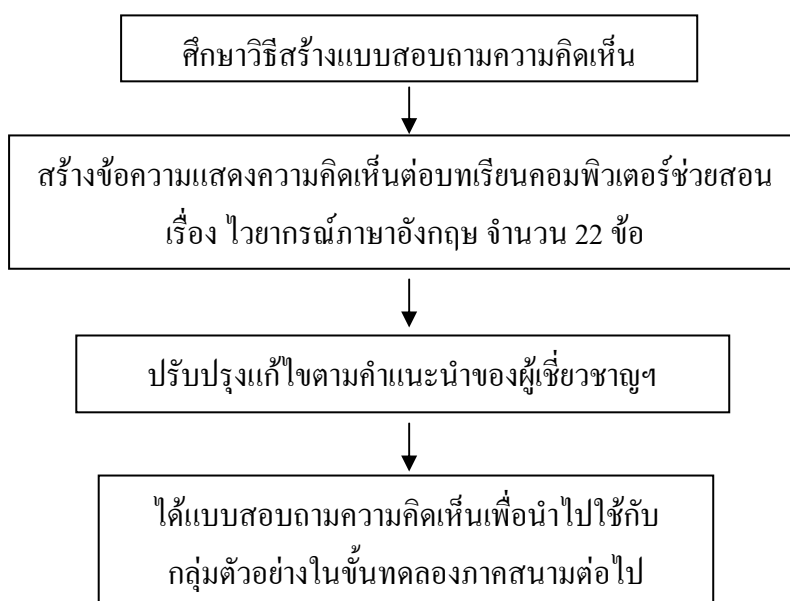 ศึกษาวิธีสร้างแบบสอบถามความคิดเห็น
สร้างข้อความแสดงความคิดเห็นต่อบทเรียนคอมพิวเตอร์ช่วยสอน
เรื่อง ไวยากรณ์ภาษาอังกฤษ จำนวน 22 ข้อ
ปรับปรุงแก้ไขตามคำแนะนำของผู้เชี่ยวชาญฯ
ได้แบบสอบถามความคิดเห็นเพื่อนำไปใช้กับ
กลุ่มตัวอย่างในขั้นทดลองภาคสนามต่อไป